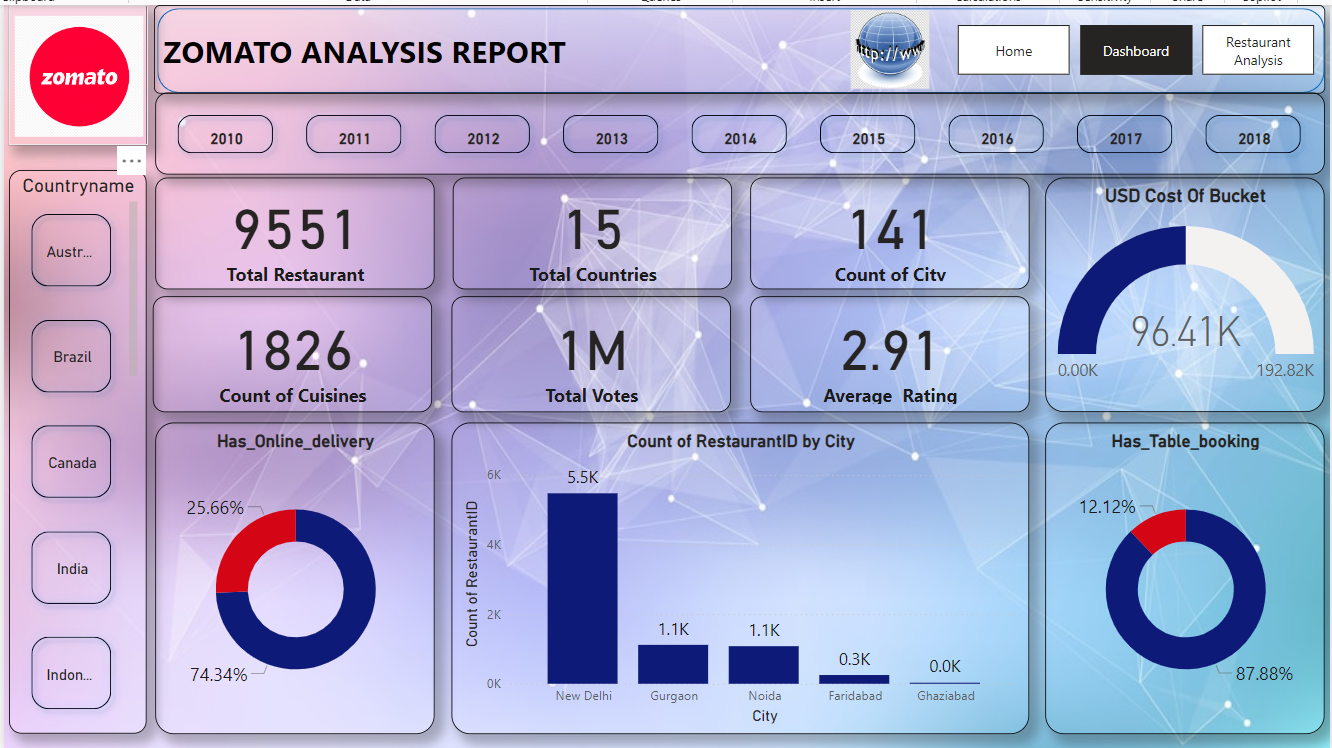 zomato
ZOMATO ANALYSIS REPORT
Home
Dashboard
Restaurant
Analysis
2010
2011
2012
2013
2014
2015
2016
2017
2018
Countryname
Austr...
Brazil
Canada
India
Indon...
9551
Total Restaurant
15
Total Countries
141
Count of City
1826
Count of Cuisines
1M
Total Votes
2.91
Average_Rating
USD Cost Of Bucket
96.41K
0.00K
192.82K
Has_Online_delivery
25.66%
74.34%
Count of RestaurantID by City
Count of RestaurantID
6K
4K
2K
0K
5.5K
1.1K
1.1K
0.3K
0.0K
New Delhi
Gurgaon
Noida
Faridabad
Ghaziabad
City
Has_Table_booking
12.12%
87.88%